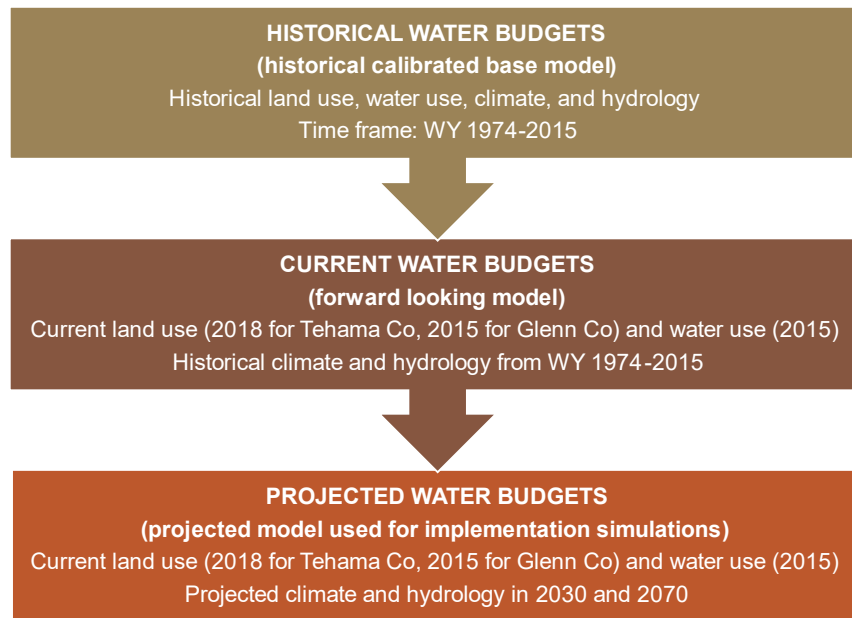 HISTORICAL WATER BUDGETS
(historical calibrated base model)
Historical land use, water use, climate, and hydrology
Time frame: WY 1974-2015
CURRENT WATER BUDGETS
(forward looking model)
Current land use (2018 for Tehama Co, 2015 for Glenn Co) and water use (2015)
Historical climate and hydrology from WY 1974-2015
PROJECTED WATER BUDGETS
(projected model used for implementation simulations)
Current land use (2018 for Tehama Co, 2015 for Glenn Co) and water use (2015)
Projected climate and hydrology in 2030 and 2070